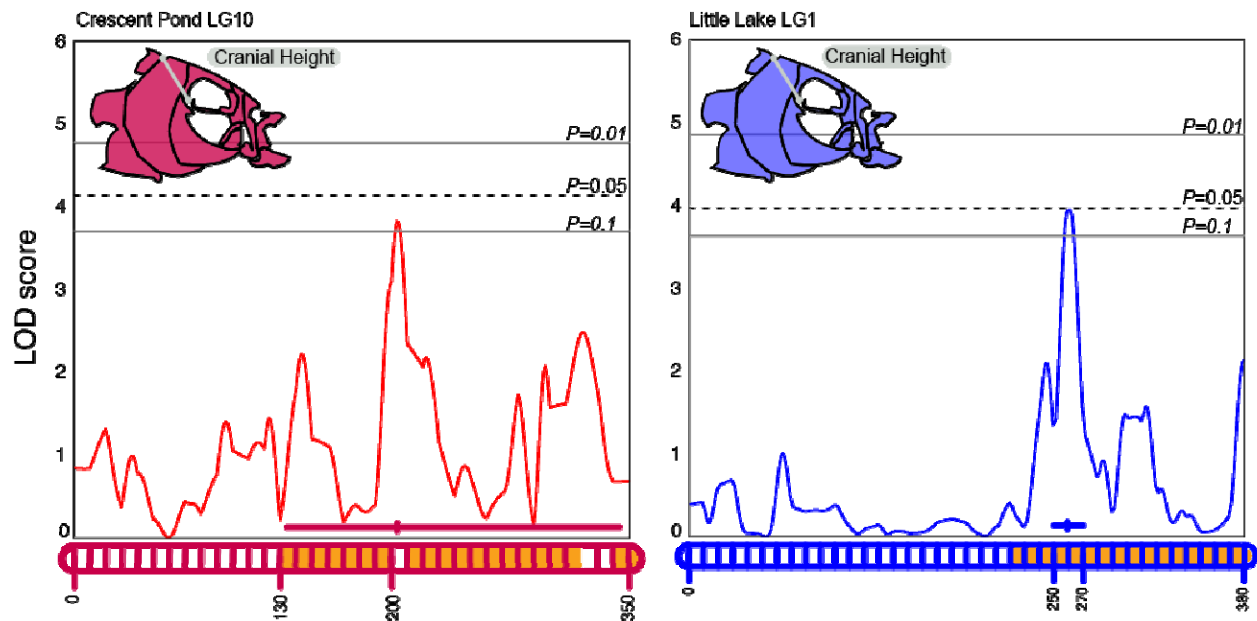 Crescent Pond LG10
Cranial Height
6
5
4
3
2
1
0
LOD score
P=0.01
P=0.05
P=0.1
0
130
200
350
Little Lake LG1
Cranial Height
6
5
4
3
2
1
0
P=0.01
P=0.05
P=0.1
0
250
270
380